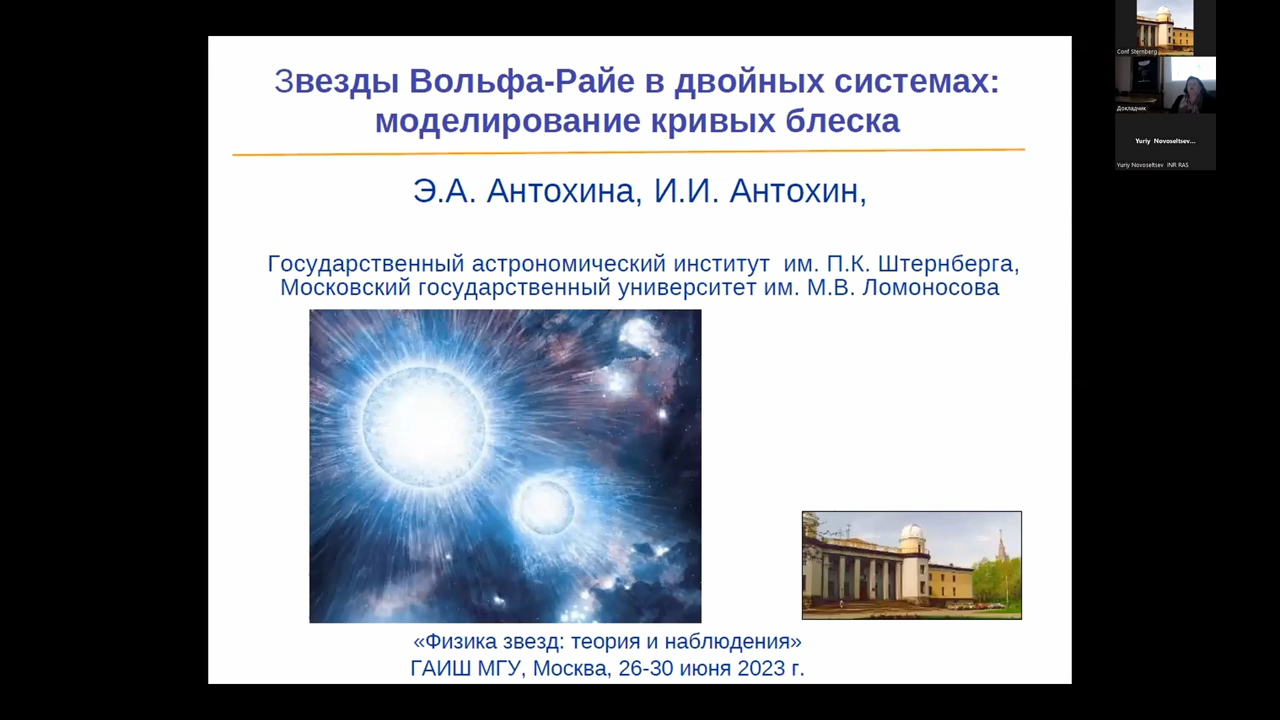 Звезды Вольфа-Райе в двойных системах:
моделирование кривых блеска
Э.А. Антохина, И.И. Антохин,
Государственный астрономический институт им. П.К. Штернберга,
Московский государственный университет им. М.В. Ломоносова
«Физика звезд: теория и наблюдения»
ГАИШ МГУ, Москва, 26-30 июня 2023 г.
Conf Sternberg
Докладчик
Yuriy Novoseltsev...
Yuriy Novoseltsev INR RAS